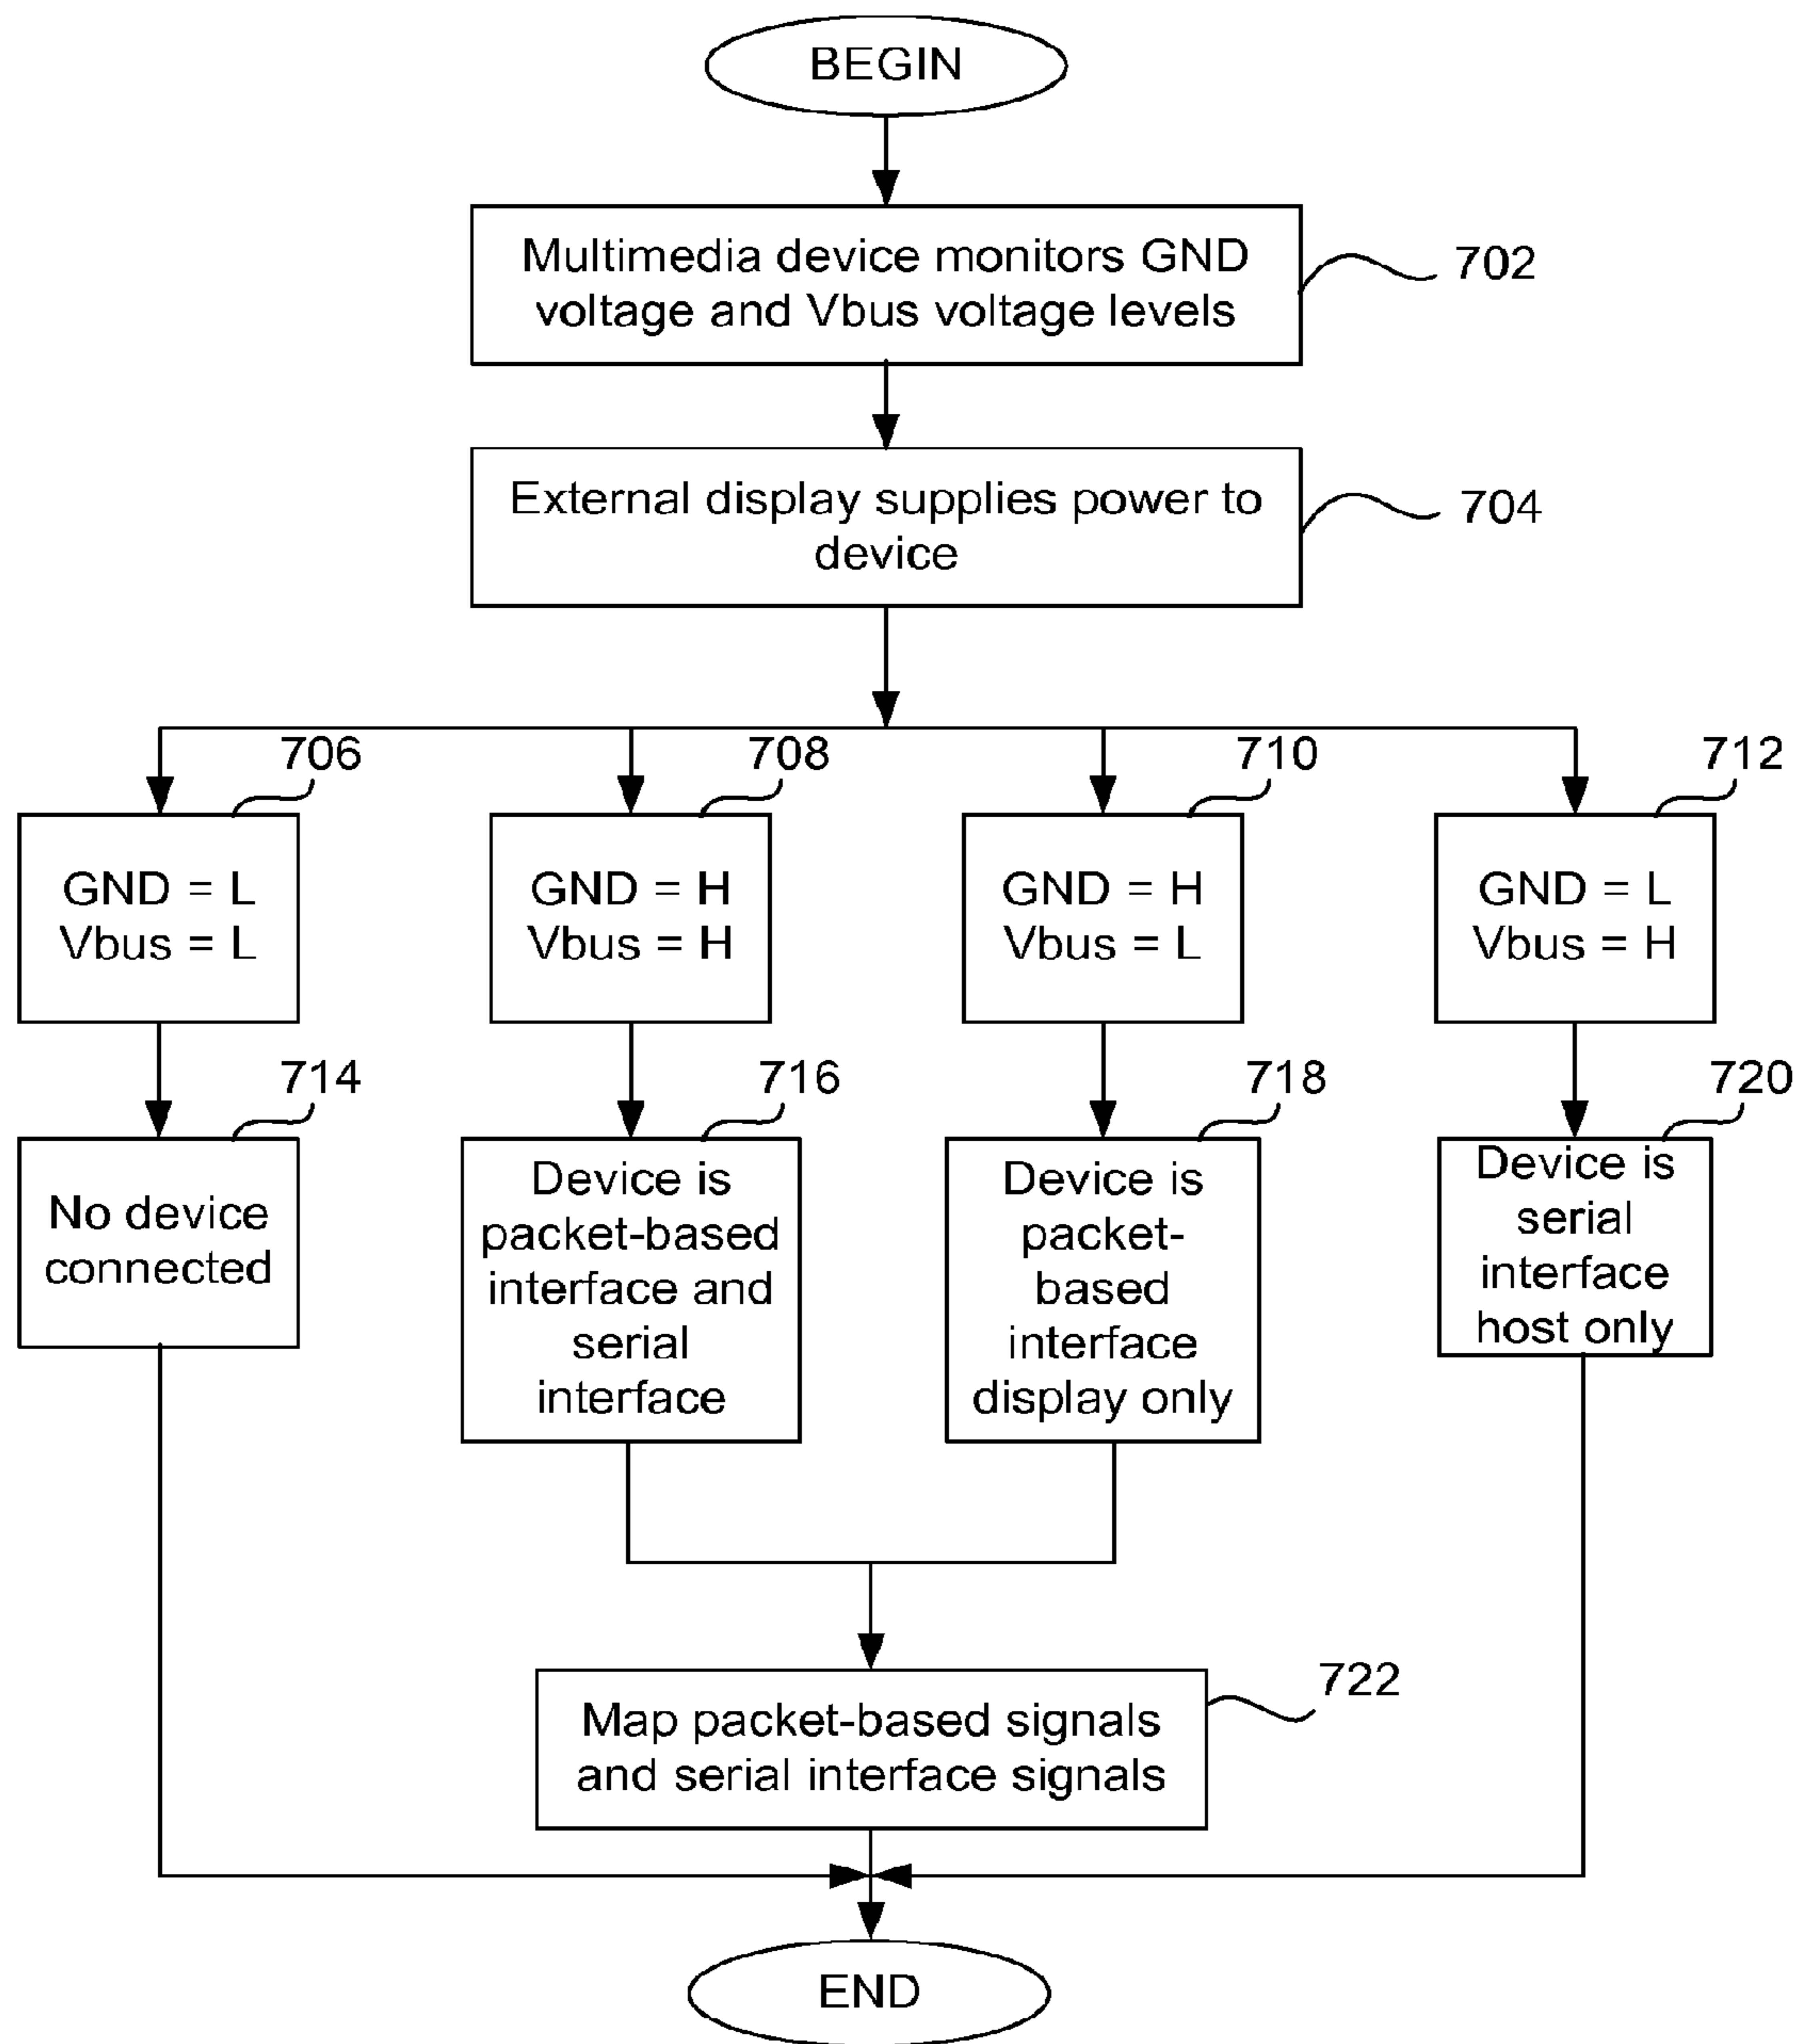 BEGIN
Multimedia device monitors GND
voltage and Vbus voltage levels
702
External display supplies power to
device
704
706
708
710
712
GND = L
Vbus = L
GND = H
Vbus = H
GND = H
Vbus = L
GND = L
Vbus = H
714
716
718
720
No device
connected
Device is
packet-based
interface and
serial
interface
Device is
packet-
based
interface
display only
Device is
serial
interface
host only
722
Map packet-based signals
and serial interface signals
END